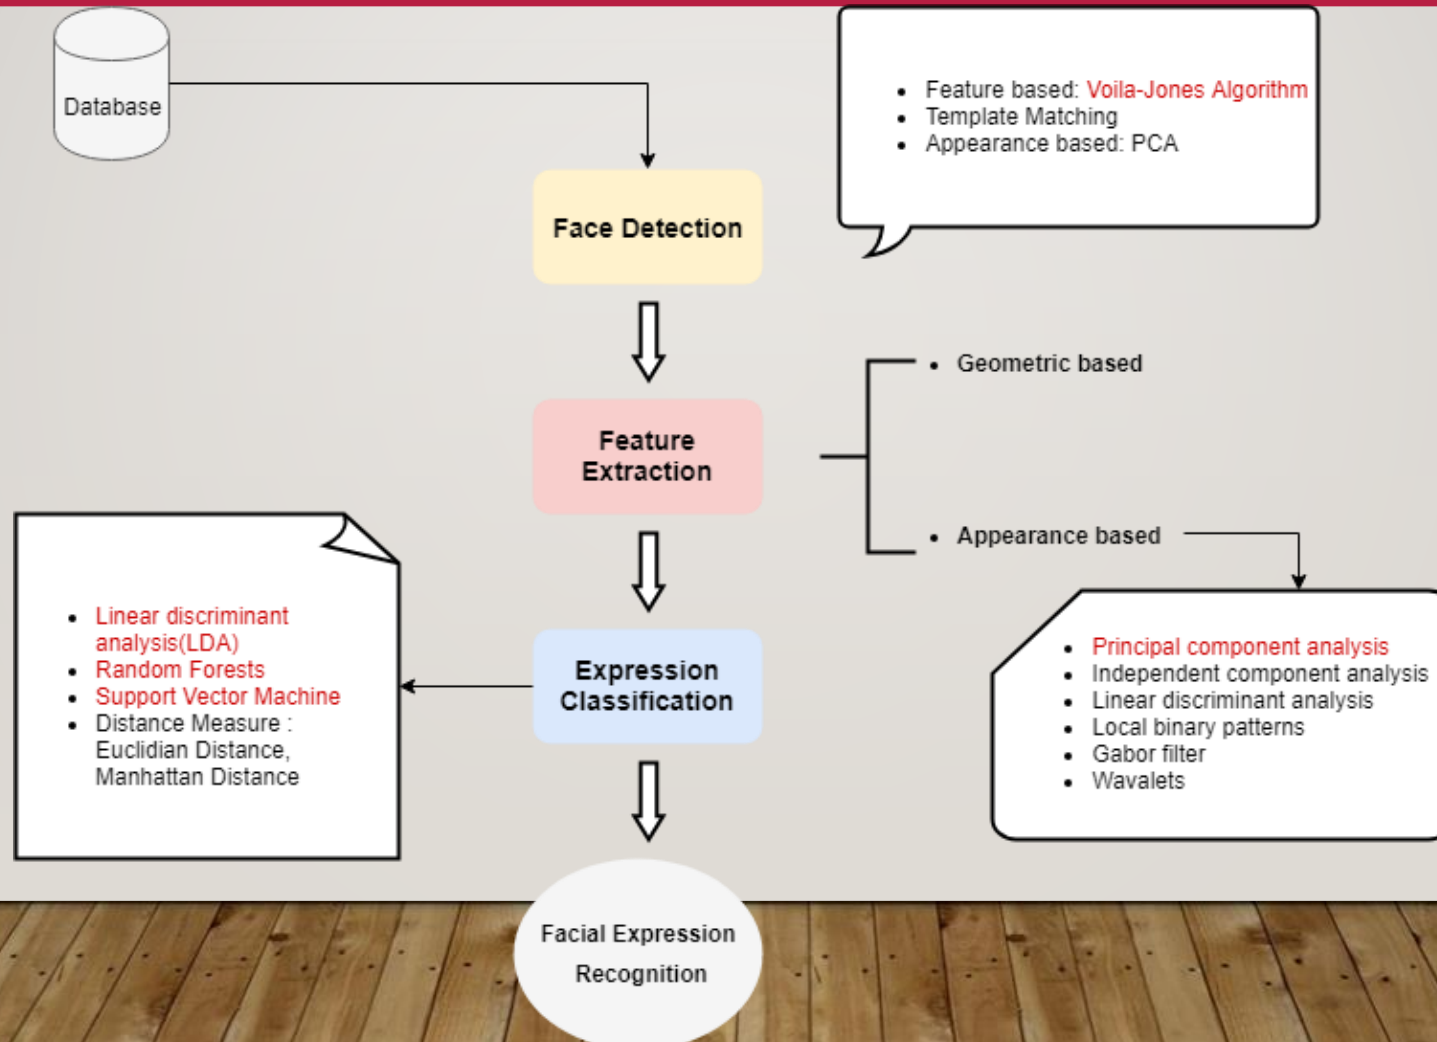 Database
Feature based: Voila-Jones Algorithm
Template Matching
Appearance based: PCA
Face Detection
Geometric based
Feature
Extraction
Appearance based
Linear discriminant
analysis(LDA)
Random Forests
Support Vector Machine
Distance Measure :
Euclidian Distance,
Manhattan Distance
Expression
Classification
Principal component analysis
Independent component analysis
Linear discriminant analysis
Local binary patterns
Gabor filter
Wavalets
Facial Expression
Recognition